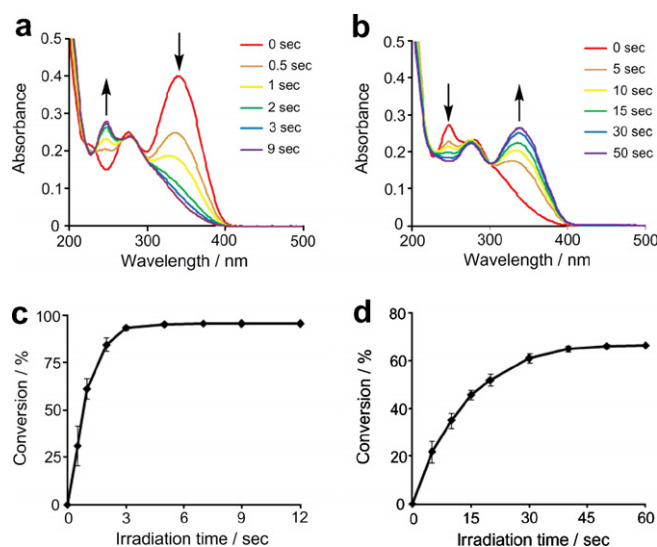 a
0.5
0.4
0.3
0.2
0.1
0
Absorbance
200 300 400 500
Wavelength / nm
0 sec
0.5 sec
1 sec
2 sec
3 sec
9 sec
b
0.5
0.4
0.3
0.2
0.1
0
Absorbance
200 300 400 500
Wavelength / nm
0 sec
5 sec
10 sec
15 sec
30 sec
50 sec
c
100
75
50
25
0
Conversion / %
0 3 6 9 12
Irradiation time / sec
d
80
60
40
20
0
Conversion / %
0 15 30 45 60
Irradiation time / sec